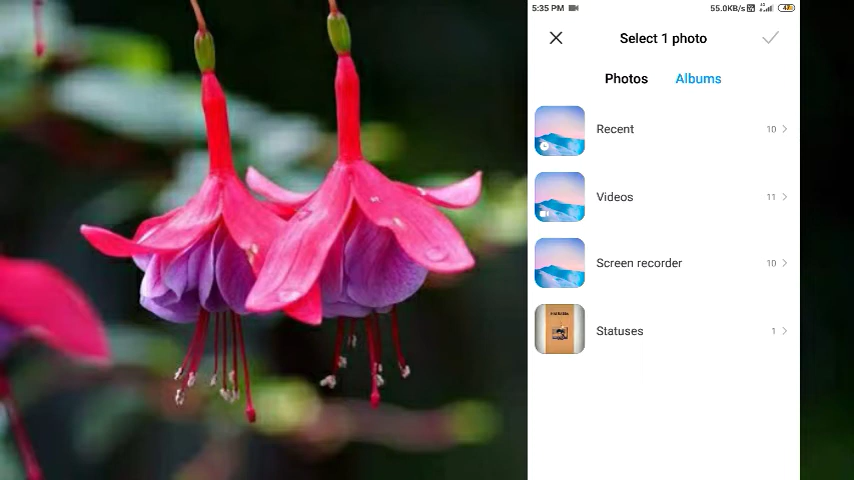 5:35 PM 55.0KB/s 47
Select 1 photo
Photos Albums
Recent 10
Videos 11
Screen recorder 10
Statuses 1